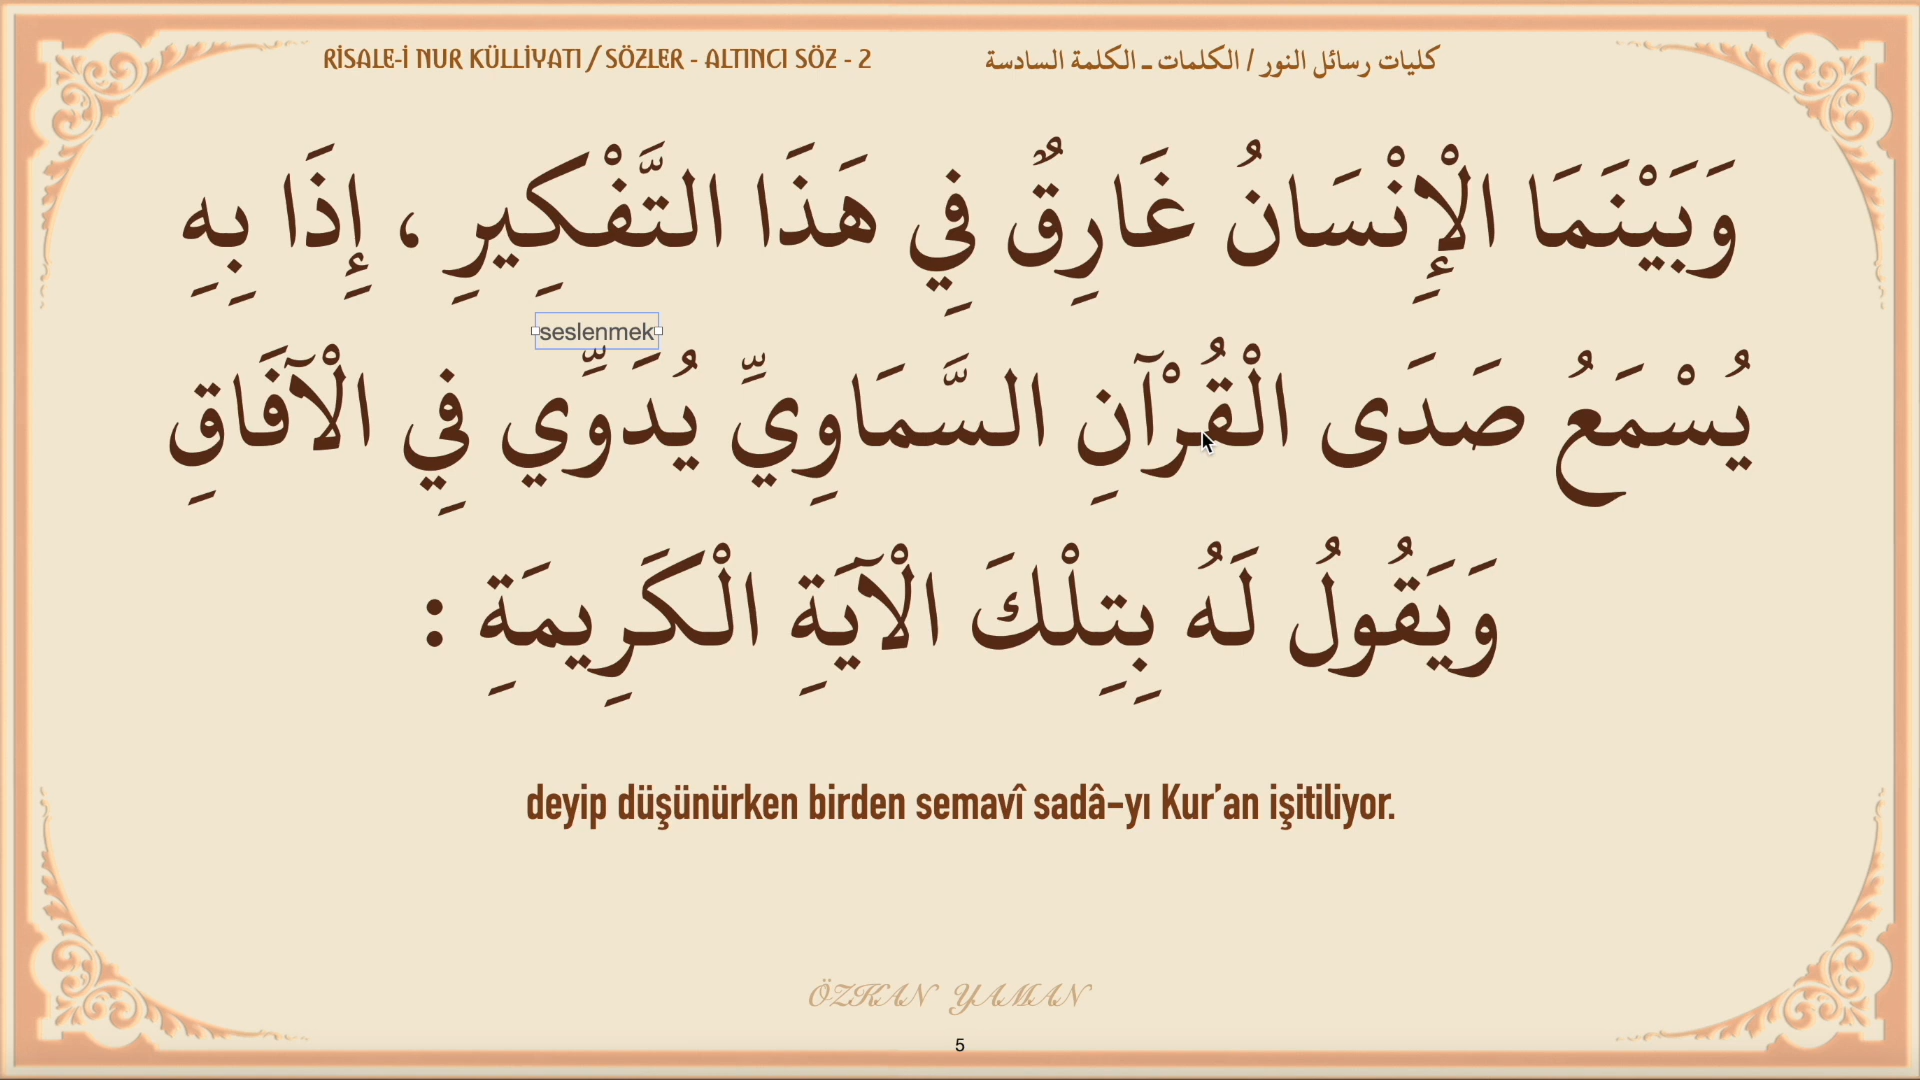 RİSALE-İ NUR KÜLLİYATI / SÖZLER - ALTINCI SÖZ - 2
كليات رسائل النور / الكلمات ـ الكلمة السادسة
وَبَيْنَمَا الْإِنْسَانُ غَارِقٌ فِي هَذَا التَّفْكِيرِ ، إِذَا بِهِ
seslenmek
يُسْمَعُ صَدَى الْقُرْآنِ السَّمَاوِيِّ يُدَوِّي فِي الْآفَاقِ
وَيَقُولُ لَهُ بِتِلْكَ الْآيَةِ الْكَرِيمَةِ :
deyip düşünürken birden semavî sadâ-yı Kur’an işitiliyor.
ÖZKAN YAMAN
5